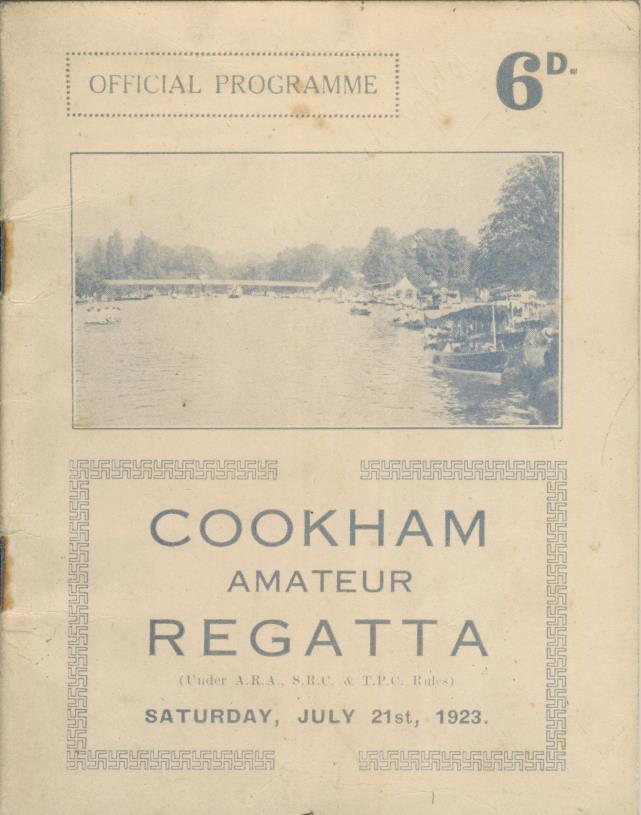 OFFICIAL PROGRAMME
6D.
COOKHAM
AMATEUR
REGATTA
(Under A.R.A., S.R.C. & T.P.C. Rules)
SATURDAY, JULY 21st, 1923.